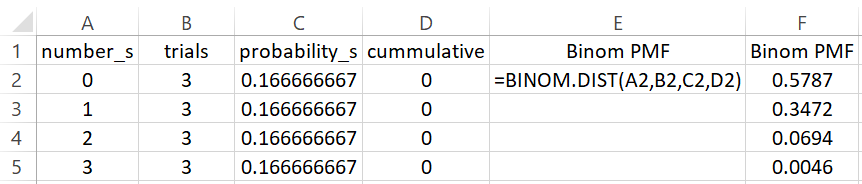 A B C D E F
1 number_s trials probability_s cummulative Binom PMF Binom PMF
2 0 3 0.166666667 0 =BINOM.DIST(A2,B2,C2,D2) 0.5787
3 1 3 0.166666667 0 0.3472
4 2 3 0.166666667 0 0.0694
5 3 3 0.166666667 0 0.0046